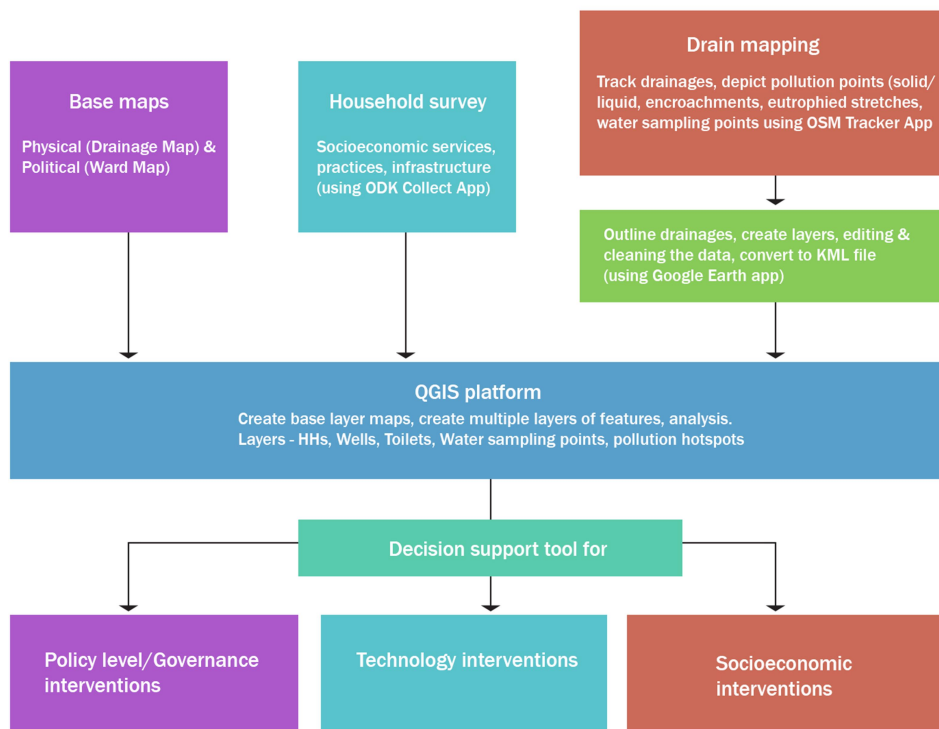 Base maps
Physical (Drainage Map) &
Political (Ward Map)
Household survey
Socioeconomic services,
practices, infrastructure
(using ODK Collect App)
Drain mapping
Track drainages, depict pollution points (solid/
liquid, encroachments, eutrophied stretches,
water sampling points using OSM Tracker App
Outline drainages, create layers, editing &
cleaning the data, convert to KML file
(using Google Earth app)
QGIS platform
Create base layer maps, create multiple layers of features, analysis.
Layers - HHs, Wells, Toilets, Water sampling points, pollution hotspots
Decision support tool for
Policy level/Governance
interventions
Technology interventions
Socioeconomic
interventions